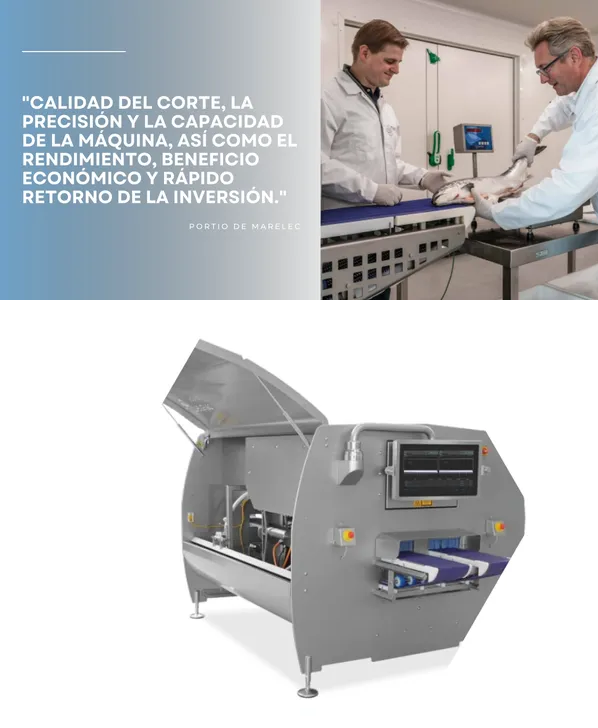 "CALIDAD DEL CORTE, LA
PRECISIÓN Y LA CAPACIDAD
DE LA MÁQUINA, ASÍ COMO EL
RENDIMIENTO, BENEFICIO
ECONÓMICO Y RÁPIDO
RETORNO DE LA INVERSIÓN."
PORTIO DE MARELEC